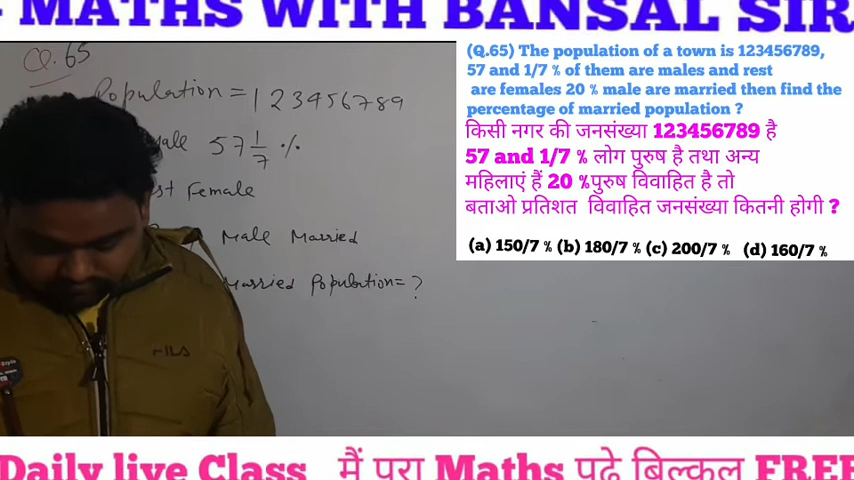 - MATHS WITH BANSAL SIR
Q.65
Population = 123456789
57 1/7 %
Female
Male Married
Married Population = ?
(Q.65) The population of a town is 123456789,
57 and 1/7 % of them are males and rest
are females 20 % male are married then find the
percentage of married population ?
किसी नगर की जनसंख्या 123456789 है
57 and 1/7 % लोग पुरुष है तथा अन्य
महिलाएं हैं 20 %पुरुष विवाहित है तो
बताओ प्रतिशत विवाहित जनसंख्या कितनी होगी ?
(a) 150/7 % (b) 180/7 % (c) 200/7 % (d) 160/7 %
Daily live Class मैं पूरा Maths पढ़े बिल्कुल FREE